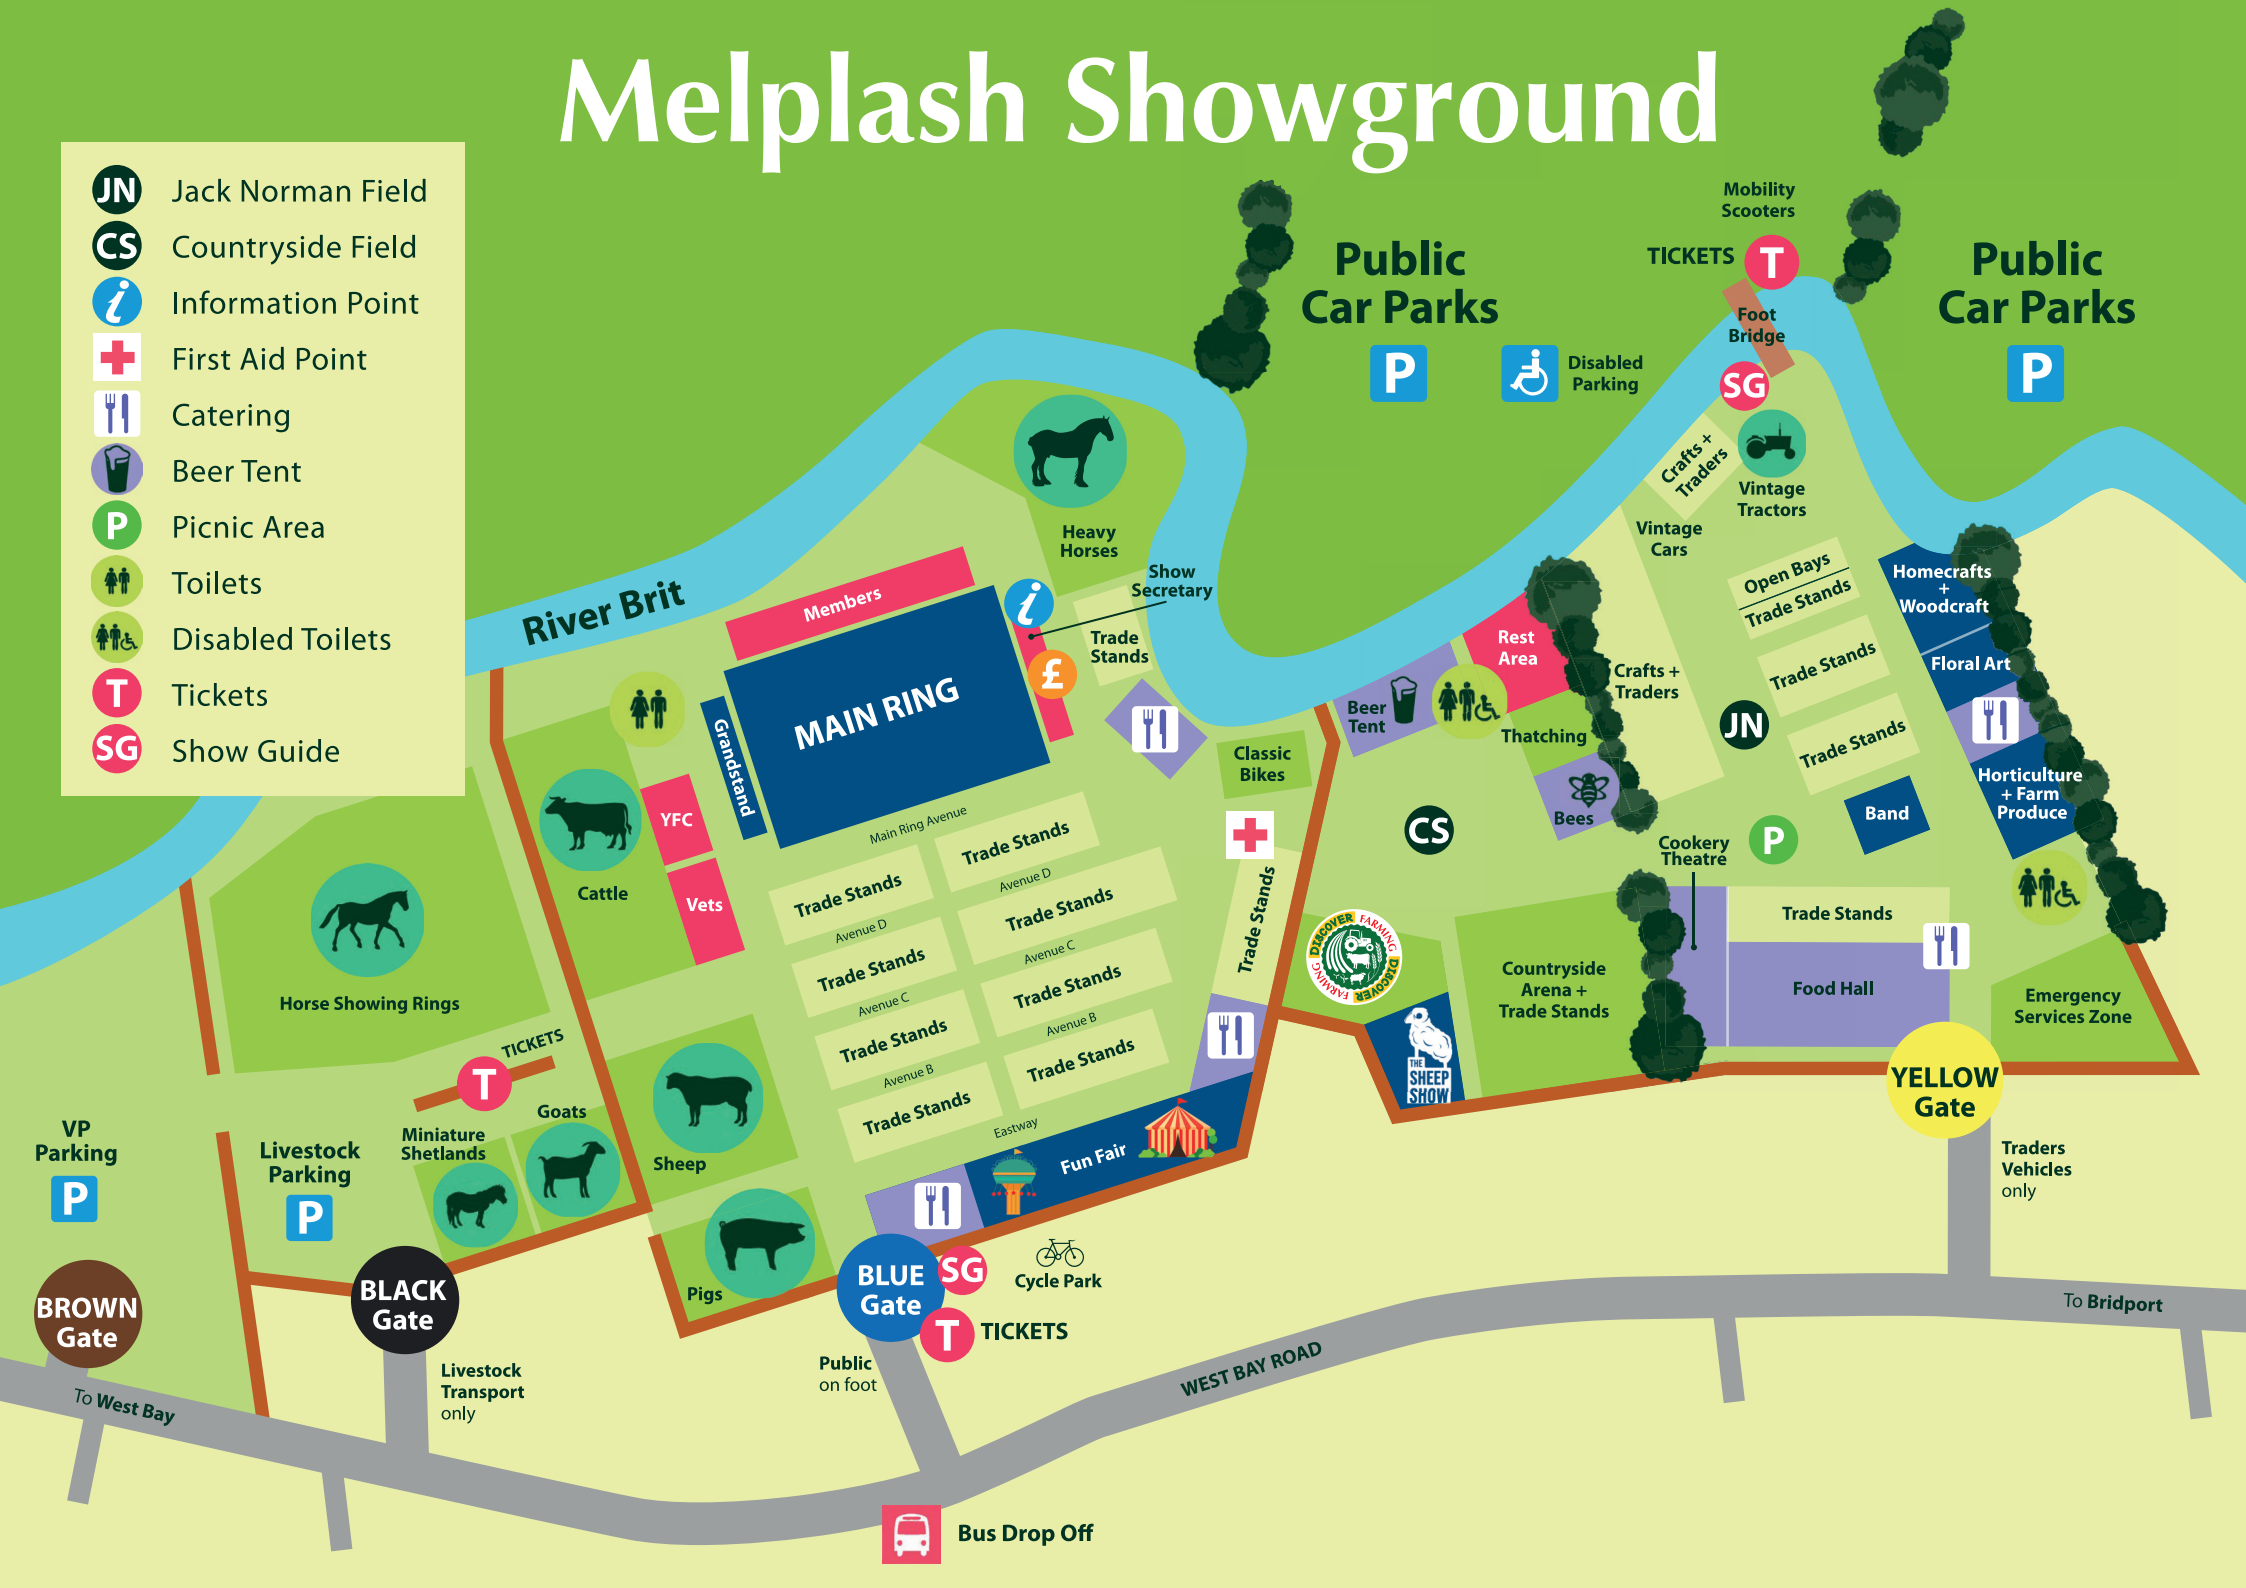 Melplash Showground
JN Jack Norman Field
CS Countryside Field
i Information Point
First Aid Point
Catering
Beer Tent
P Picnic Area
Toilets
Disabled Toilets
T Tickets
SG Show Guide
Mobility
Scooters
TICKETS T
Public
Car Parks
P
Disabled
Parking
Public
Car Parks
P
Foot
Bridge
SG
Crafts +
Traders
Vintage
Tractors
Vintage
Cars
River Brit
Heavy
Horses
Show
Secretary
Members
i
£
Trade
Stands
MAIN RING
Grandstand
Main Ring Avenue
YFC
Vets
Cattle
Horse Showing Rings
TICKETS
T
Goats
Miniature
Shetlands
Sheep
Pigs
VP
Parking
P
Livestock
Parking
P
BROWN
Gate
BLACK
Gate
Livestock
Transport
only
To West Bay
Trade Stands
Trade Stands
Avenue D
Avenue D
Trade Stands
Trade Stands
Avenue C
Avenue C
Trade Stands
Trade Stands
Avenue B
Avenue B
Trade Stands
Trade Stands
Eastway
Fun Fair
BLUE
Gate
SG
T TICKETS
Cycle Park
Public
on foot
Bus Drop Off
WEST BAY ROAD
Classic
Bikes
Trade Stands
Beer
Tent
Rest
Area
Thatching
Bees
Crafts +
Traders
CS
DISCOVER FARMING
DISCOVER FARMING
THE
SHEEP
SHOW
Countryside
Arena +
Trade Stands
Open Bays
Trade Stands
Trade Stands
Trade Stands
JN
Band
P
Cookery
Theatre
Trade Stands
Food Hall
Homecrafts
+
Woodcraft
Floral Art
Horticulture
+ Farm
Produce
Emergency
Services Zone
YELLOW
Gate
Traders
Vehicles
only
To Bridport